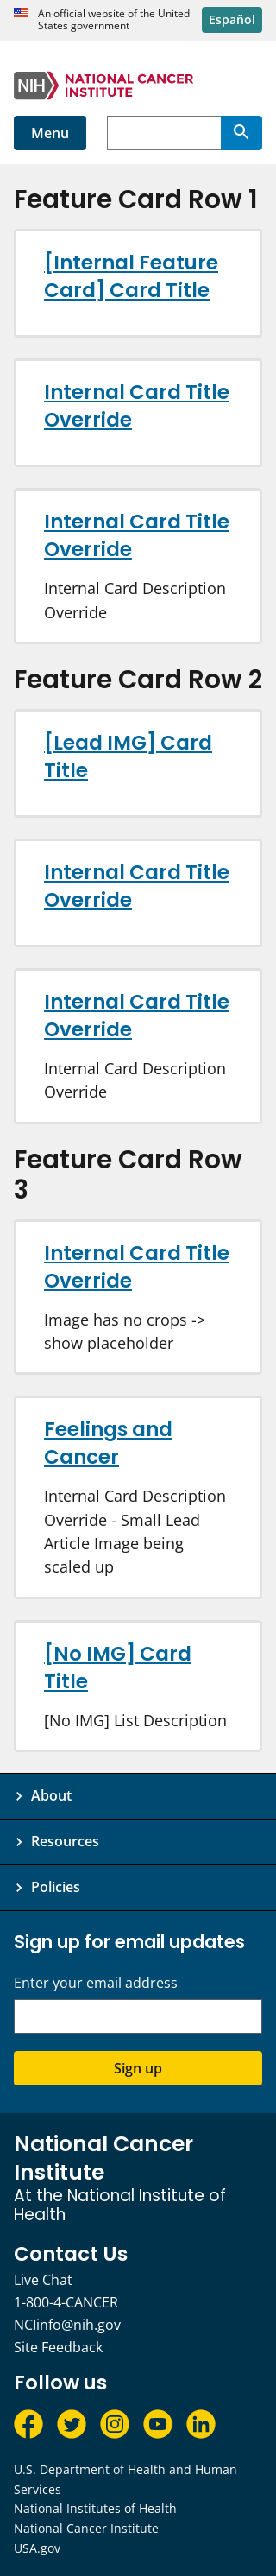 An official website of the United
States government
Español
NIH NATIONAL CANCER
INSTITUTE
Menu
Feature Card Row 1
[Internal Feature
Card] Card Title
Internal Card Title
Override
Internal Card Title
Override
Internal Card Description
Override
Feature Card Row 2
[Lead IMG] Card
Title
Internal Card Title
Override
Internal Card Title
Override
Internal Card Description
Override
Feature Card Row
3
Internal Card Title
Override
Image has no crops ->
show placeholder
Feelings and
Cancer
Internal Card Description
Override - Small Lead
Article Image being
scaled up
[No IMG] Card
Title
[No IMG] List Description
About
Resources
Policies
Sign up for email updates
Enter your email address
Sign up
National Cancer
Institute
At the National Institute of
Health
Contact Us
Live Chat
1-800-4-CANCER
NCIinfo@nih.gov
Site Feedback
Follow us
U.S. Department of Health and Human
Services
National Institutes of Health
National Cancer Institute
USA.gov